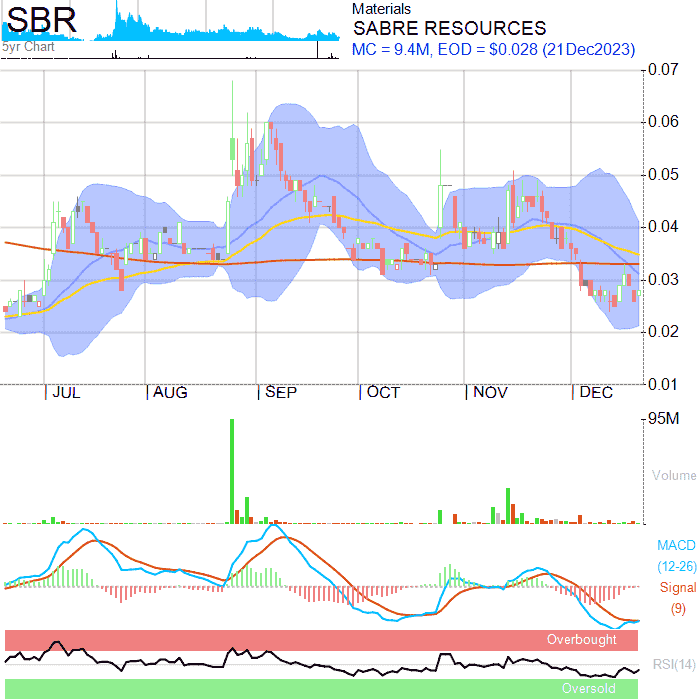 SBR
5yr Chart
Materials
SABRE RESOURCES
MC = 9.4M, EOD = $0.028 (21Dec2023)
0.07
0.06
0.05
0.04
0.03
0.02
0.01
JUL AUG SEP OCT NOV DEC
95M
Volume
MACD
(12-26)
Signal
(9)
Overbought
RSI(14)
Oversold